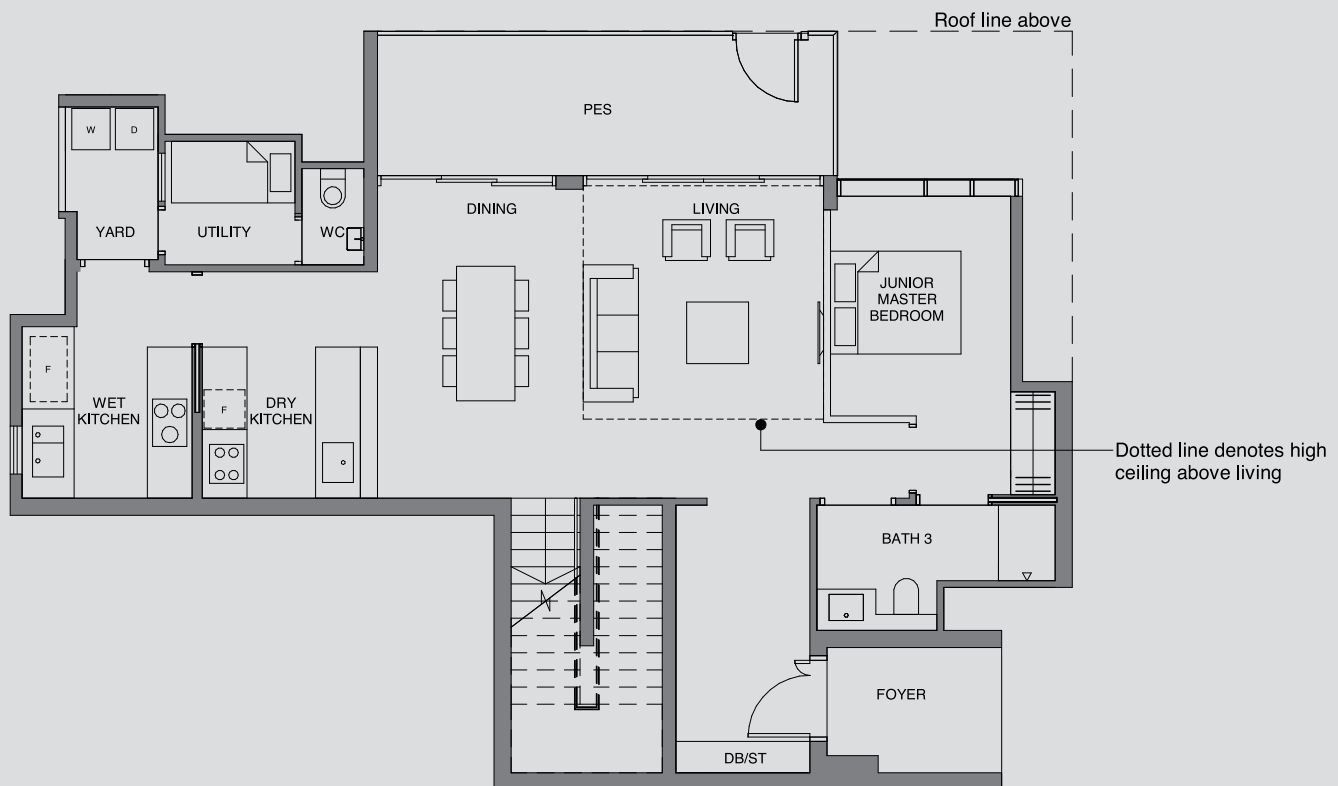 Roof line above
PES
W
D
DINING
LIVING
YARD
UTILITY
WC
JUNIOR
MASTER
BEDROOM
F
F
WET
KITCHEN
DRY
KITCHEN
Dotted line denotes high
ceiling above living
BATH 3
FOYER
DB/ST